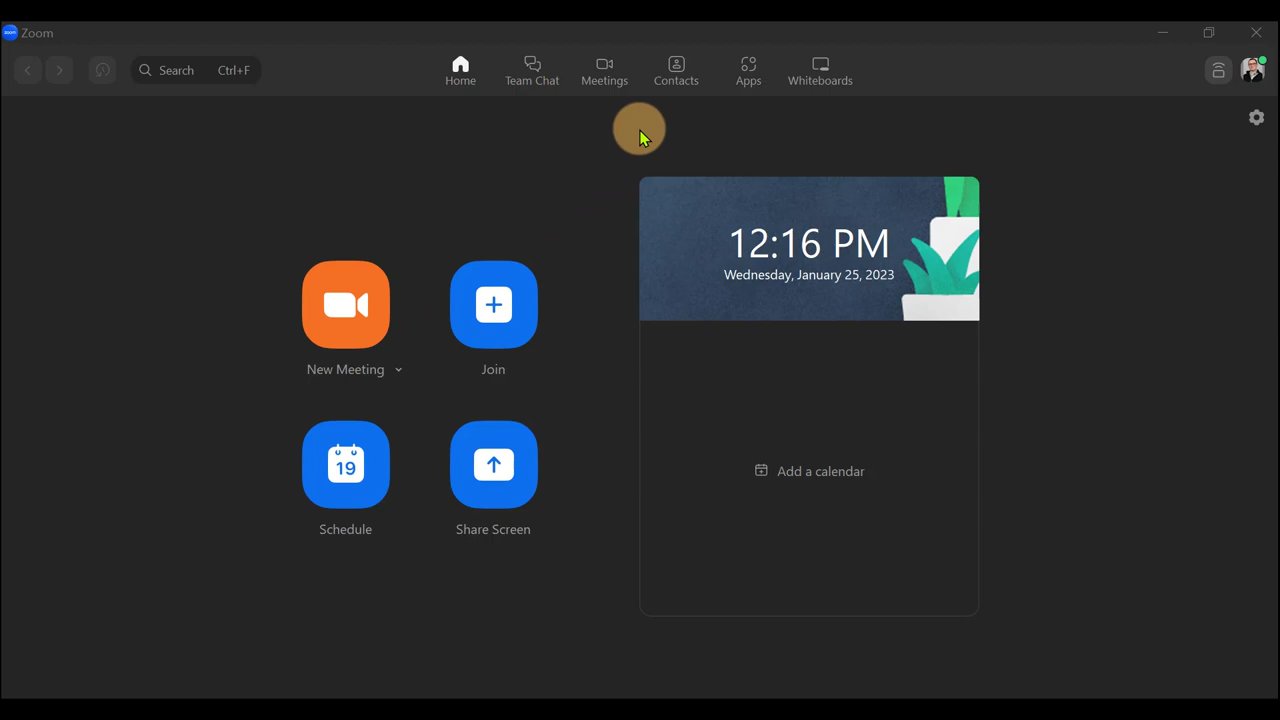 zoom Zoom
Search Ctrl+F
Home Team Chat Meetings Contacts Apps Whiteboards
12:16 PM
Wednesday, January 25, 2023
New Meeting
Join
Add a calendar
19
Schedule
Share Screen